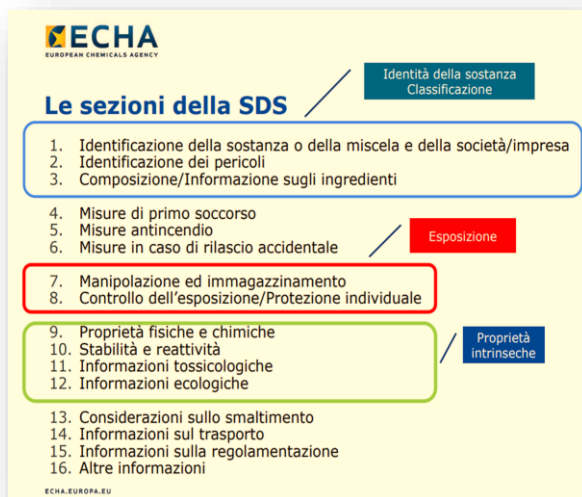 ECHA
EUROPEAN CHEMICALS AGENCY
Identità della sostanza
Classificazione
Le sezioni della SDS
1. Identificazione della sostanza o della miscela e della società/impresa
2. Identificazione dei pericoli
3. Composizione/Informazione sugli ingredienti
4. Misure di primo soccorso
5. Misure antincendio
6. Misure in caso di rilascio accidentale
Esposizione
7. Manipolazione ed immagazzinamento
8. Controllo dell'esposizione/Protezione individuale
9. Proprietà fisiche e chimiche
10. Stabilità e reattività
11. Informazioni tossicologiche
12. Informazioni ecologiche
Proprietà
intrinseche
13. Considerazioni sullo smaltimento
14. Informazioni sul trasporto
15. Informazioni sulla regolamentazione
16. Altre informazioni
ECHA.EUROPA.EU